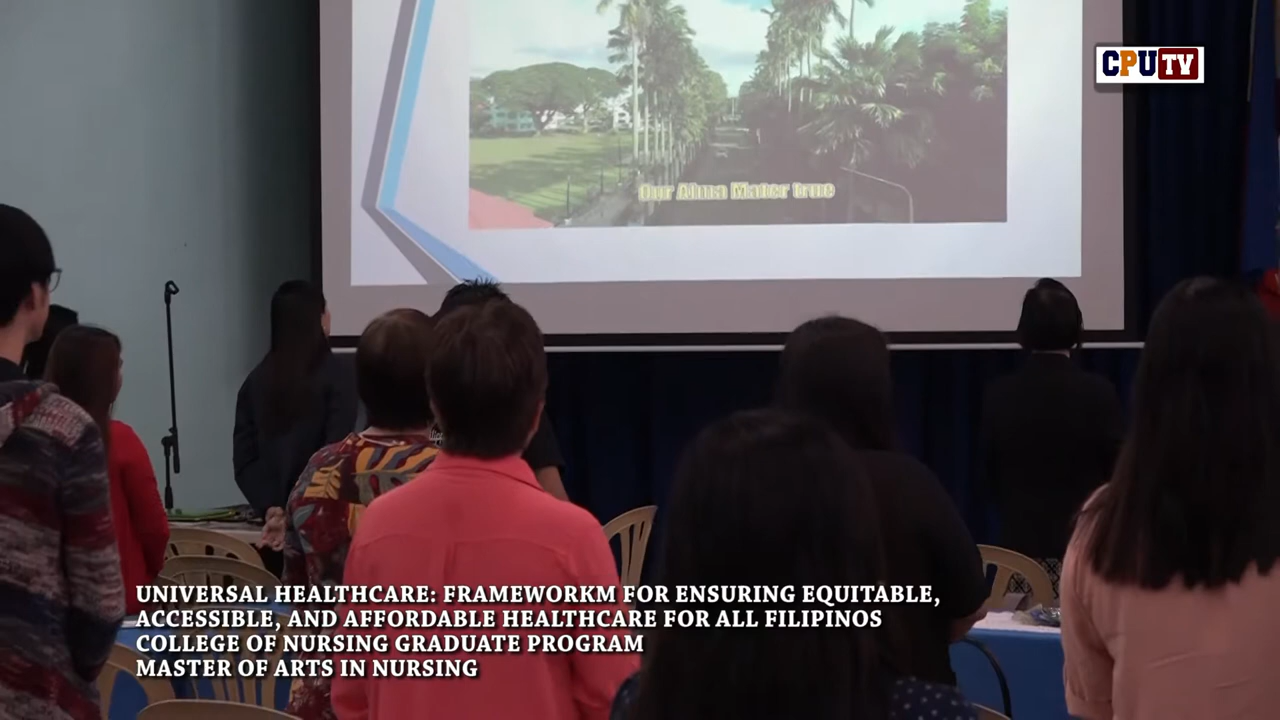 CPUTV
Our Alma Mater true
UNIVERSAL HEALTHCARE: FRAMEWORKM FOR ENSURING EQUITABLE,
ACCESSIBLE, AND AFFORDABLE HEALTHCARE FOR ALL FILIPINOS
COLLEGE OF NURSING GRADUATE PROGRAM
MASTER OF ARTS IN NURSING